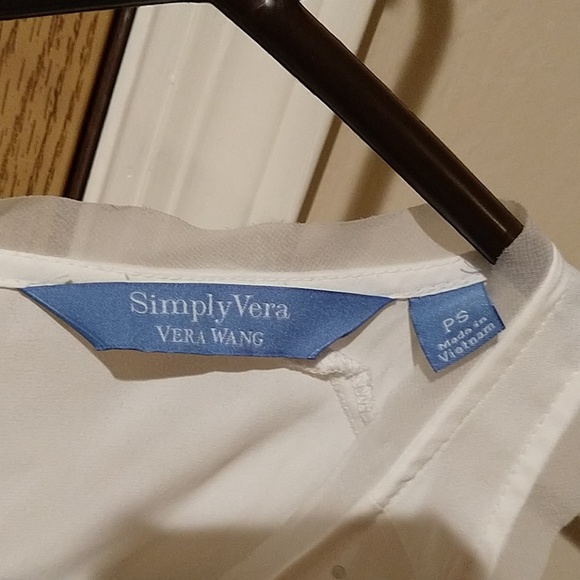 SimplyVera
VERA WANG
PS
Made in
Vietnam